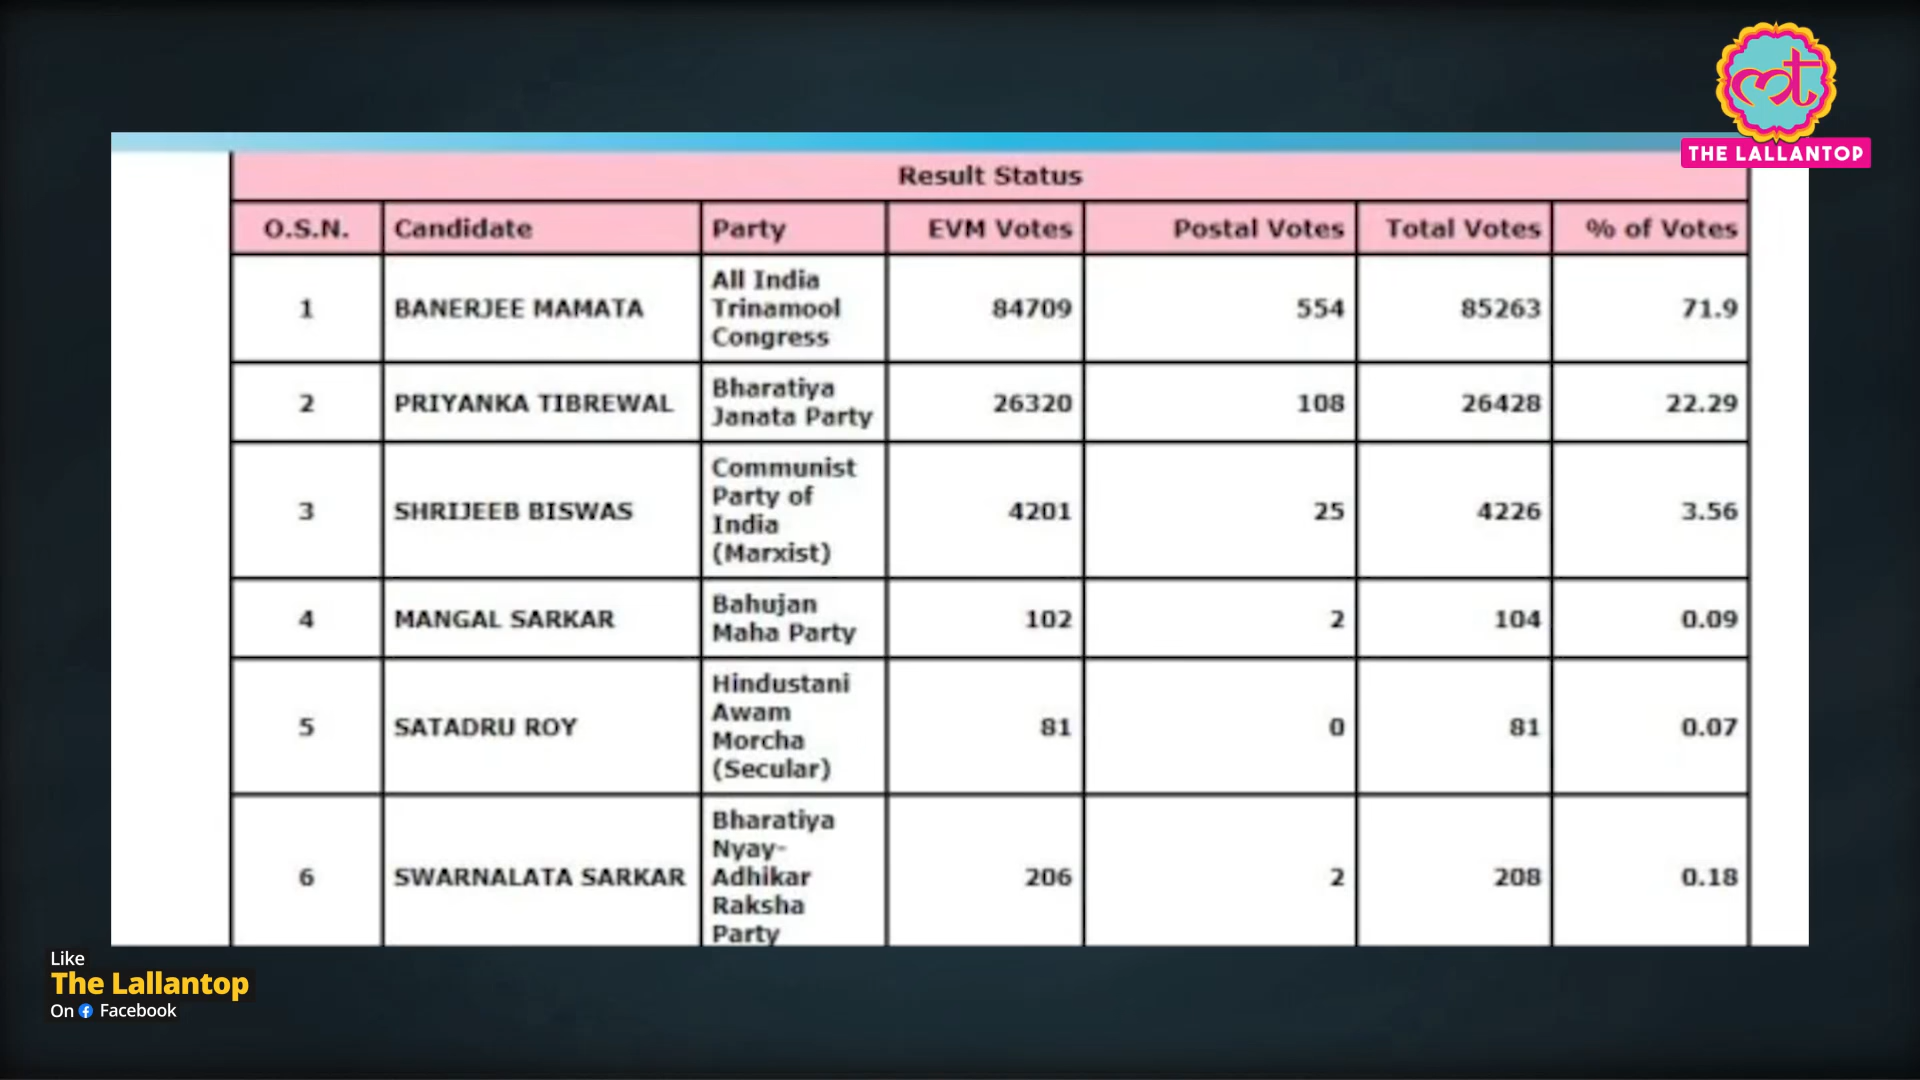 THE LALLANTOP
Result Status
O.S.N. Candidate Party EVM Votes Postal Votes Total Votes % of Votes
1 BANERJEE MAMATA All India Trinamool Congress 84709 554 85263 71.9
2 PRIYANKA TIBREWAL Bharatiya Janata Party 26320 108 26428 22.29
3 SHRIJEEB BISWAS Communist Party of India (Marxist) 4201 25 4226 3.56
4 MANGAL SARKAR Bahujan Maha Party 102 2 104 0.09
5 SATADRU ROY Hindustani Awam Morcha (Secular) 81 0 81 0.07
6 SWARNALATA SARKAR Bharatiya Nyay-Adhikar Raksha Party 206 2 208 0.18
Like
The Lallantop
On Facebook